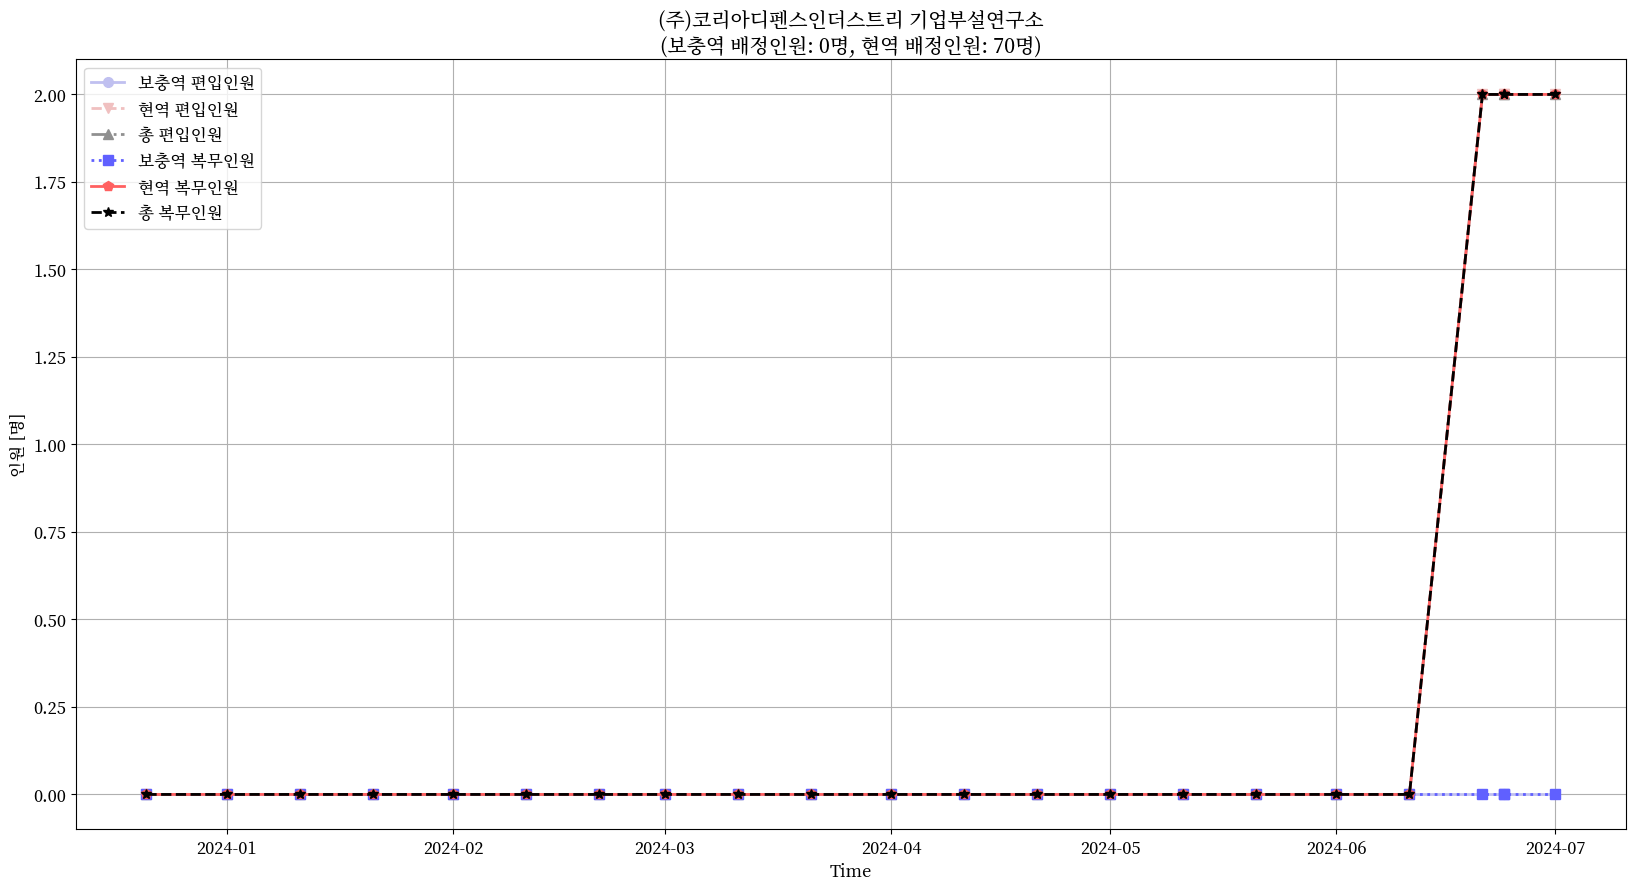 (주)코리아디펜스인더스트리 기업부설연구소
(보충역 배정인원: 0명, 현역 배정인원: 70명)
보충역 편입인원
현역 편입인원
총 편입인원
보충역 복무인원
현역 복무인원
총 복무인원
인원 [명]
2.00
1.75
1.50
1.25
1.00
0.75
0.50
0.25
0.00
2024-01
2024-02
2024-03
2024-04
2024-05
2024-06
2024-07
Time